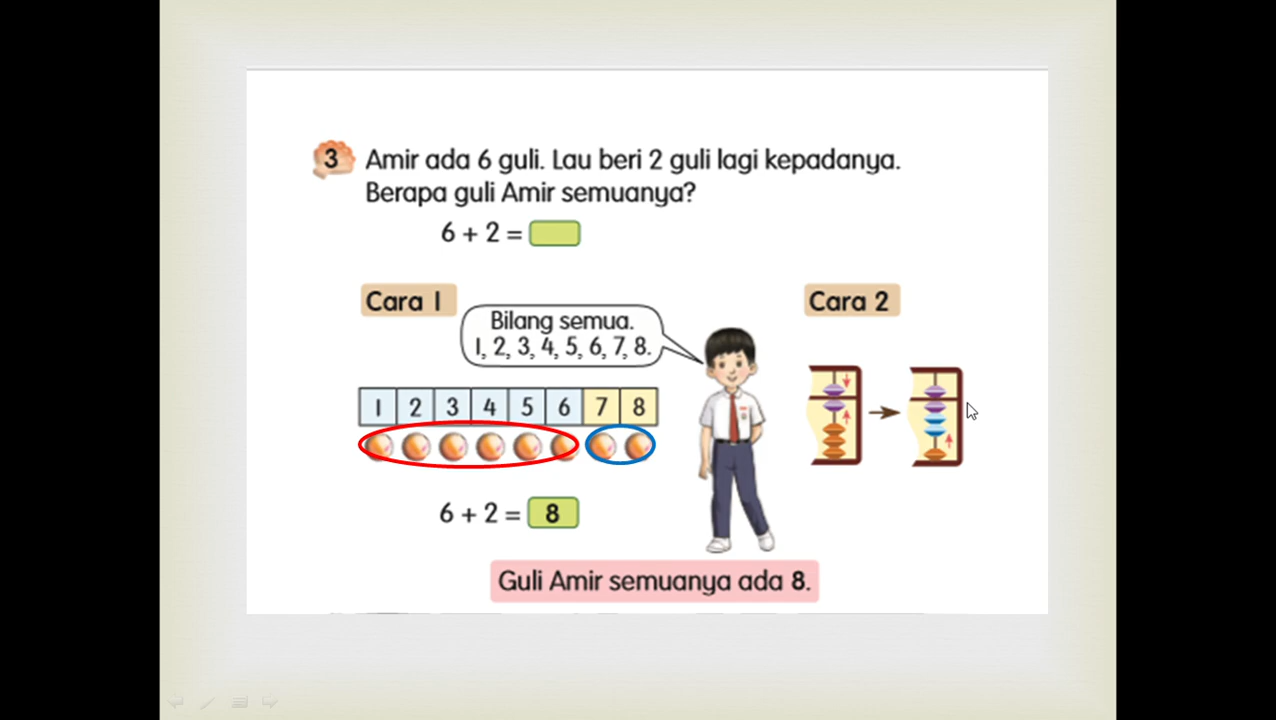 3
Amir ada 6 guli. Lau beri 2 guli lagi kepadanya.
Berapa guli Amir semuanya?
6 + 2 =
Cara 1
Bilang semua.
1, 2, 3, 4, 5, 6, 7, 8.
1 2 3 4 5 6 7 8
6 + 2 = 8
Cara 2
Guli Amir semuanya ada 8.